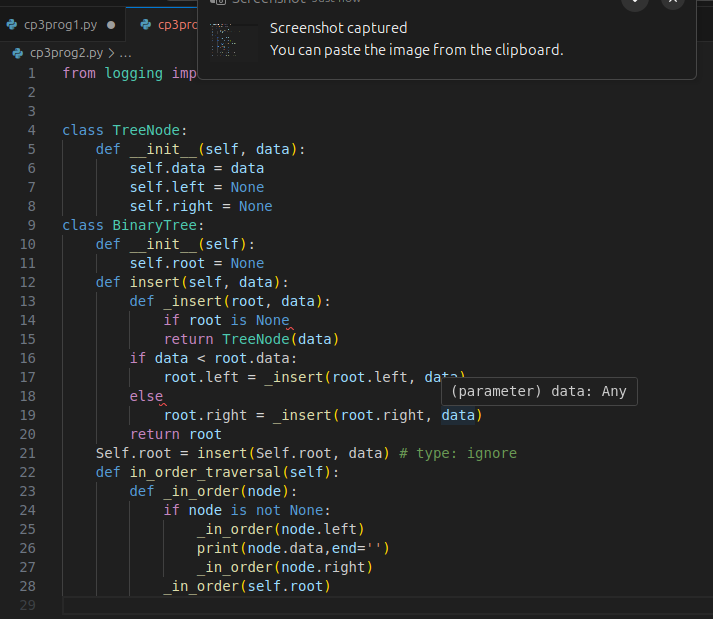 Screenshot Just now
Screenshot captured
You can paste the image from the clipboard.
cp3prog1.py
cp3pro
cp3prog2.py > ...
1 from logging imp
2
3
4 class TreeNode:
5     def __init__(self, data):
6         self.data = data
7         self.left = None
8         self.right = None
9 class BinaryTree:
10     def __init__(self):
11         self.root = None
12     def insert(self, data):
13         def _insert(root, data):
14             if root is None
15             return TreeNode(data)
16         if data < root.data:
17             root.left = _insert(root.left, data)
(parameter) data: Any
18         else
19             root.right = _insert(root.right, data)
20         return root
21     Self.root = insert(Self.root, data) # type: ignore
22     def in_order_traversal(self):
23         def _in_order(node):
24             if node is not None:
25                 _in_order(node.left)
26                 print(node.data,end='')
27                 _in_order(node.right)
28             _in_order(self.root)
29